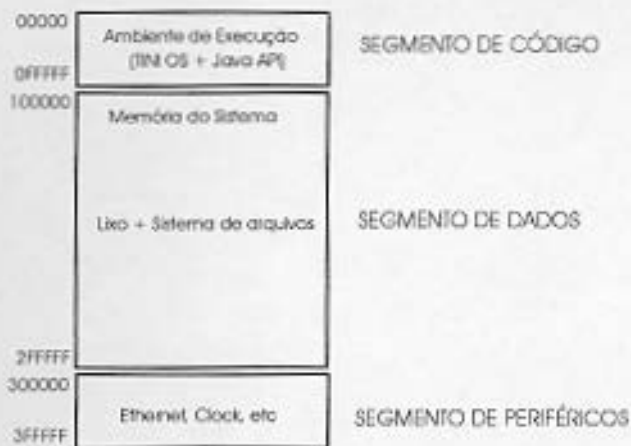 00000
Ambiente de Execução
(TINI OS + Java API)
SEGMENTO DE CÓDIGO
0FFFFF
100000
Memória do Sistema
Lixo + Sistema de arquivos
SEGMENTO DE DADOS
2FFFFF
300000
Ethernet, Clock, etc
SEGMENTO DE PERIFÉRICOS
3FFFFF